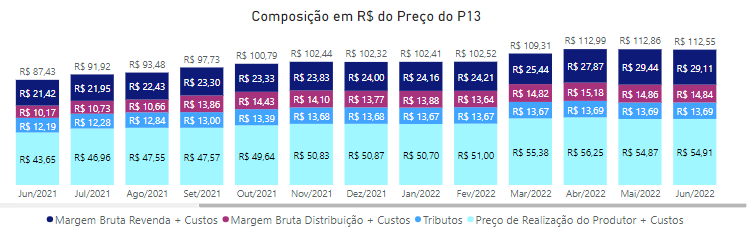 Composição em R$ do Preço do P13
R$ 87,43 R$ 91,92 R$ 93,48 R$ 97,73 R$ 100,79 R$ 102,44 R$ 102,32 R$ 102,41 R$ 102,52 R$ 109,31 R$ 112,99 R$ 112,86 R$ 112,55
R$ 21,42 R$ 21,95 R$ 22,43 R$ 23,30 R$ 23,33 R$ 23,83 R$ 24,00 R$ 24,16 R$ 24,21 R$ 25,44 R$ 27,87 R$ 29,44 R$ 29,11
R$ 10,17 R$ 10,73 R$ 10,66 R$ 13,86 R$ 14,43 R$ 14,10 R$ 13,77 R$ 13,88 R$ 13,64 R$ 14,82 R$ 15,18 R$ 14,86 R$ 14,84
R$ 12,19 R$ 12,28 R$ 12,84 R$ 13,00 R$ 13,39 R$ 13,68 R$ 13,68 R$ 13,67 R$ 13,67 R$ 13,67 R$ 13,69 R$ 13,69 R$ 13,69
R$ 43,65 R$ 46,96 R$ 47,55 R$ 47,57 R$ 49,64 R$ 50,83 R$ 50,87 R$ 50,70 R$ 51,00 R$ 55,38 R$ 56,25 R$ 54,87 R$ 54,91
Jun/2021 Jul/2021 Ago/2021 Set/2021 Out/2021 Nov/2021 Dez/2021 Jan/2022 Fev/2022 Mar/2022 Abr/2022 Mai/2022 Jun/2022
Margem Bruta Revenda + Custos Margem Bruta Distribuição + Custos Tributos Preço de Realização do Produtor + Custos